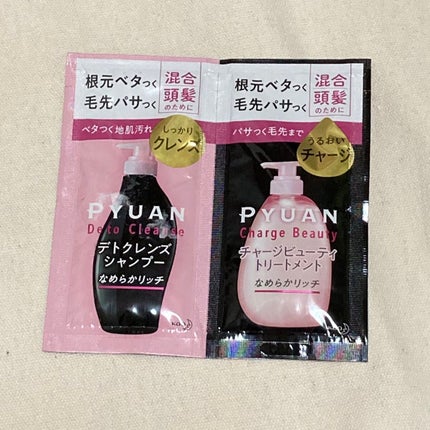 根元ベタつく
毛先パサつく
混合
頭髪
のために
ベタつく地肌汚れ
しっかり
クレンズ
PYUAN
Deto Cleanse
デトクレンズ
シャンプー
なめらかリッチ
根元ベタつく
毛先パサつく
混合
頭髪
のために
パサつく毛先まで
うるおい
チャージ
PYUAN
Charge Beauty
チャージビューティ
トリートメント
なめらかリッチ